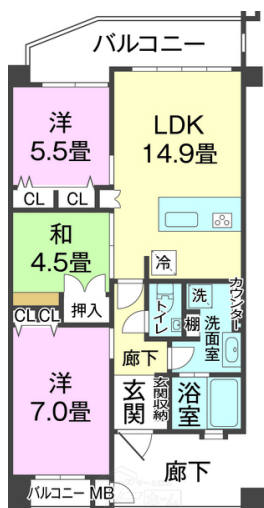 バルコニー
洋
5.5畳
LDK
14.9畳
CL
CL
和
4.5畳
冷
押入
CL
CL
トイレ
洗
棚
カウンター
洗面室
洋
7.0畳
廊下
玄関
玄関収納
浴室
バルコニー
MB
廊下